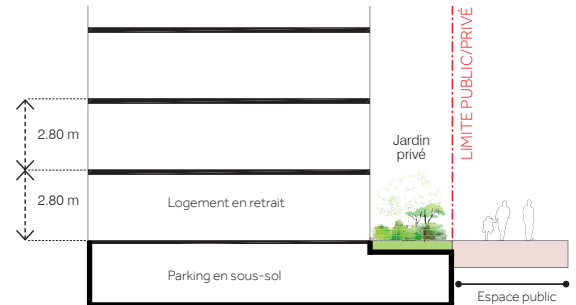 LIMITE PUBLIC/PRIVÉ
2.80 m
Jardin
privé
2.80 m
Logement en retrait
Parking en sous-sol
Espace public